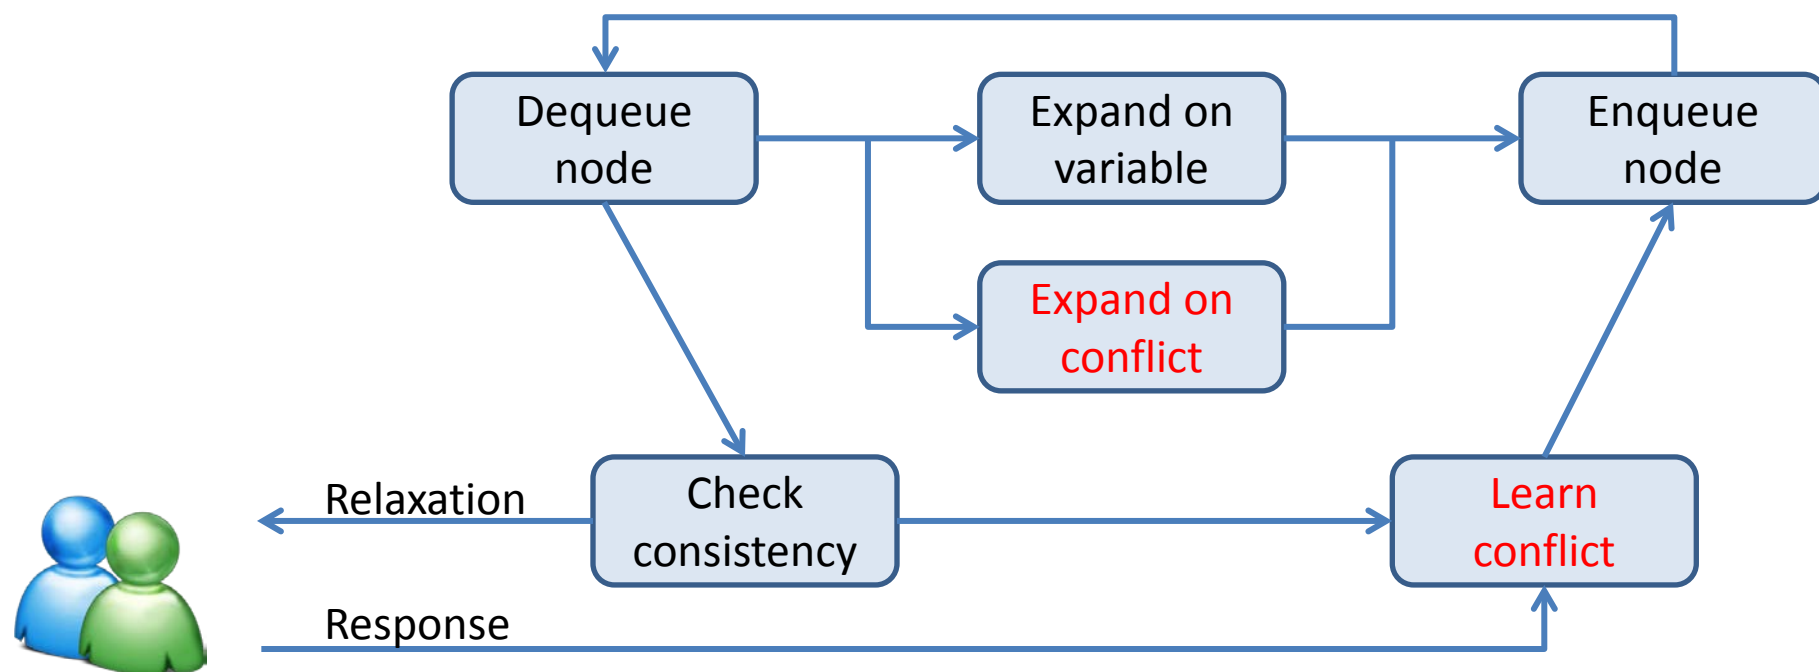 Dequeue
node
Expand on
variable
Enqueue
node
Expand on
conflict
Relaxation
Check
consistency
Learn
conflict
Response